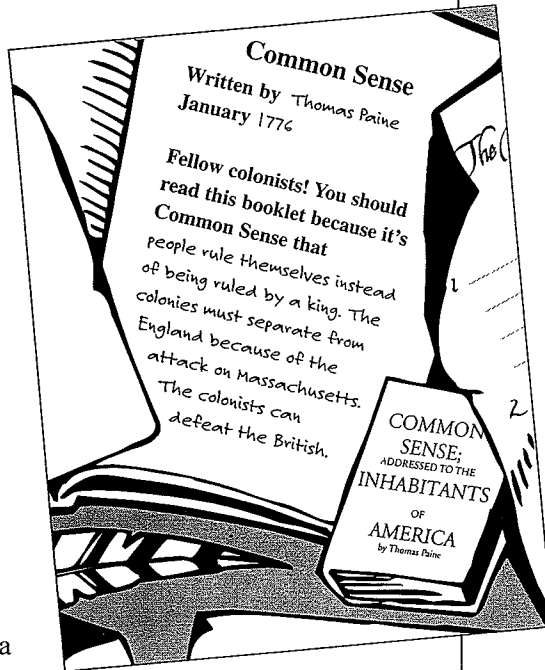 Common Sense
Written by Thomas Paine
January 1776
Fellow colonists! You should
read this booklet because it's
Common Sense that
people rule themselves instead
of being ruled by a king. The
colonies must separate from
England because of the
attack on Massachusetts.
The colonists can
defeat the British.
The
1
2
COMMON
SENSE;
ADDRESSED TO THE
INHABITANTS
OF
AMERICA
by Thomas Paine
a